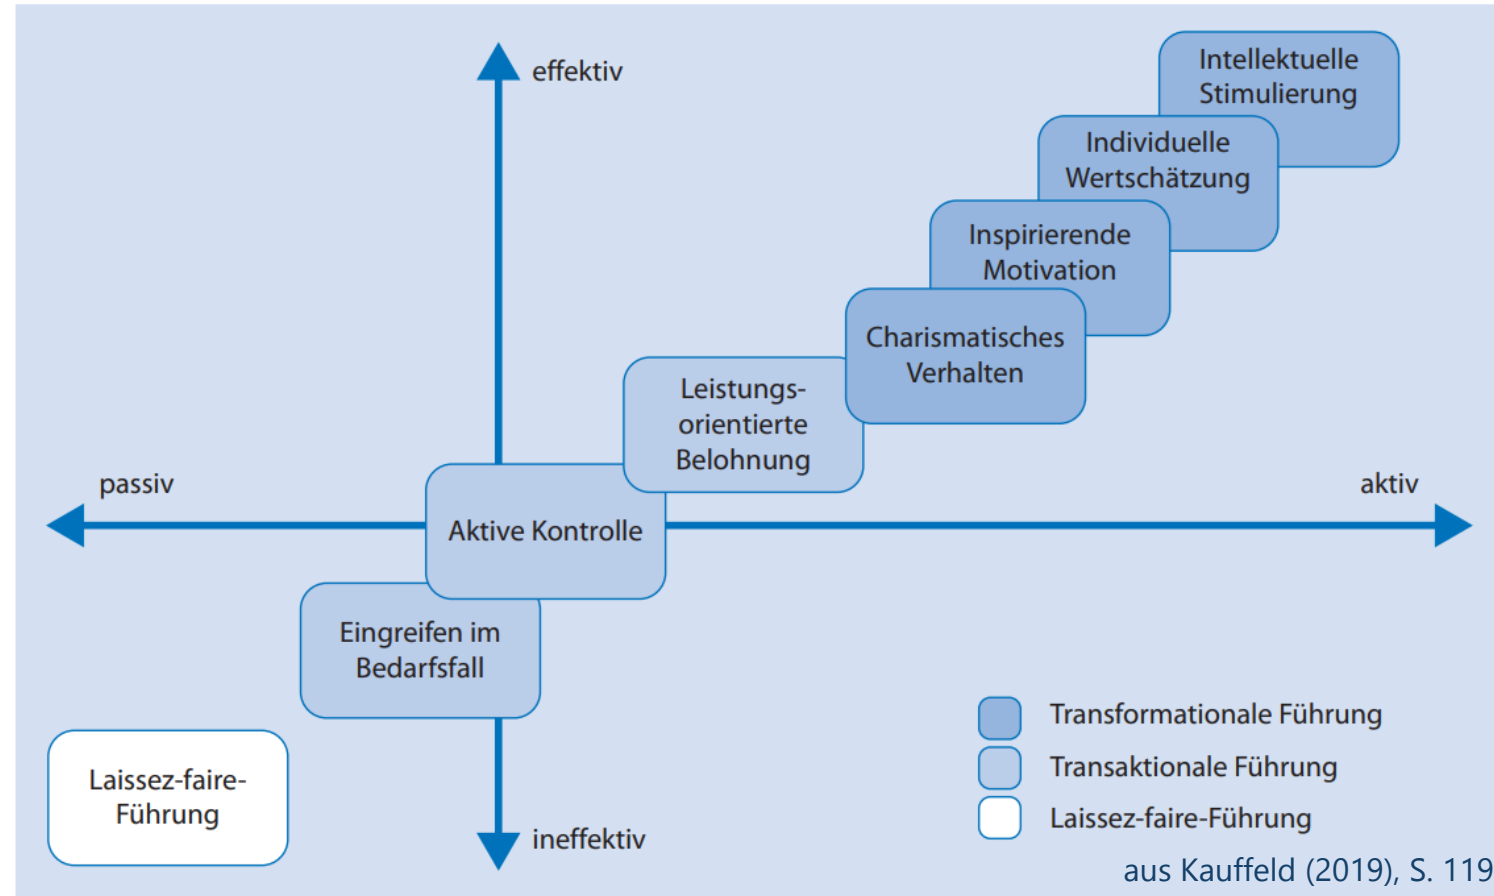 effektiv
Intellektuelle
Stimulierung
Individuelle
Wertschätzung
Inspirierende
Motivation
Charismatisches
Verhalten
Leistungs-
orientierte
Belohnung
passiv
aktiv
Aktive Kontrolle
Eingreifen im
Bedarfsfall
Laissez-faire-
Führung
ineffektiv
Transformationale Führung
Transaktionale Führung
Laissez-faire-Führung
aus Kauffeld (2019), S. 119